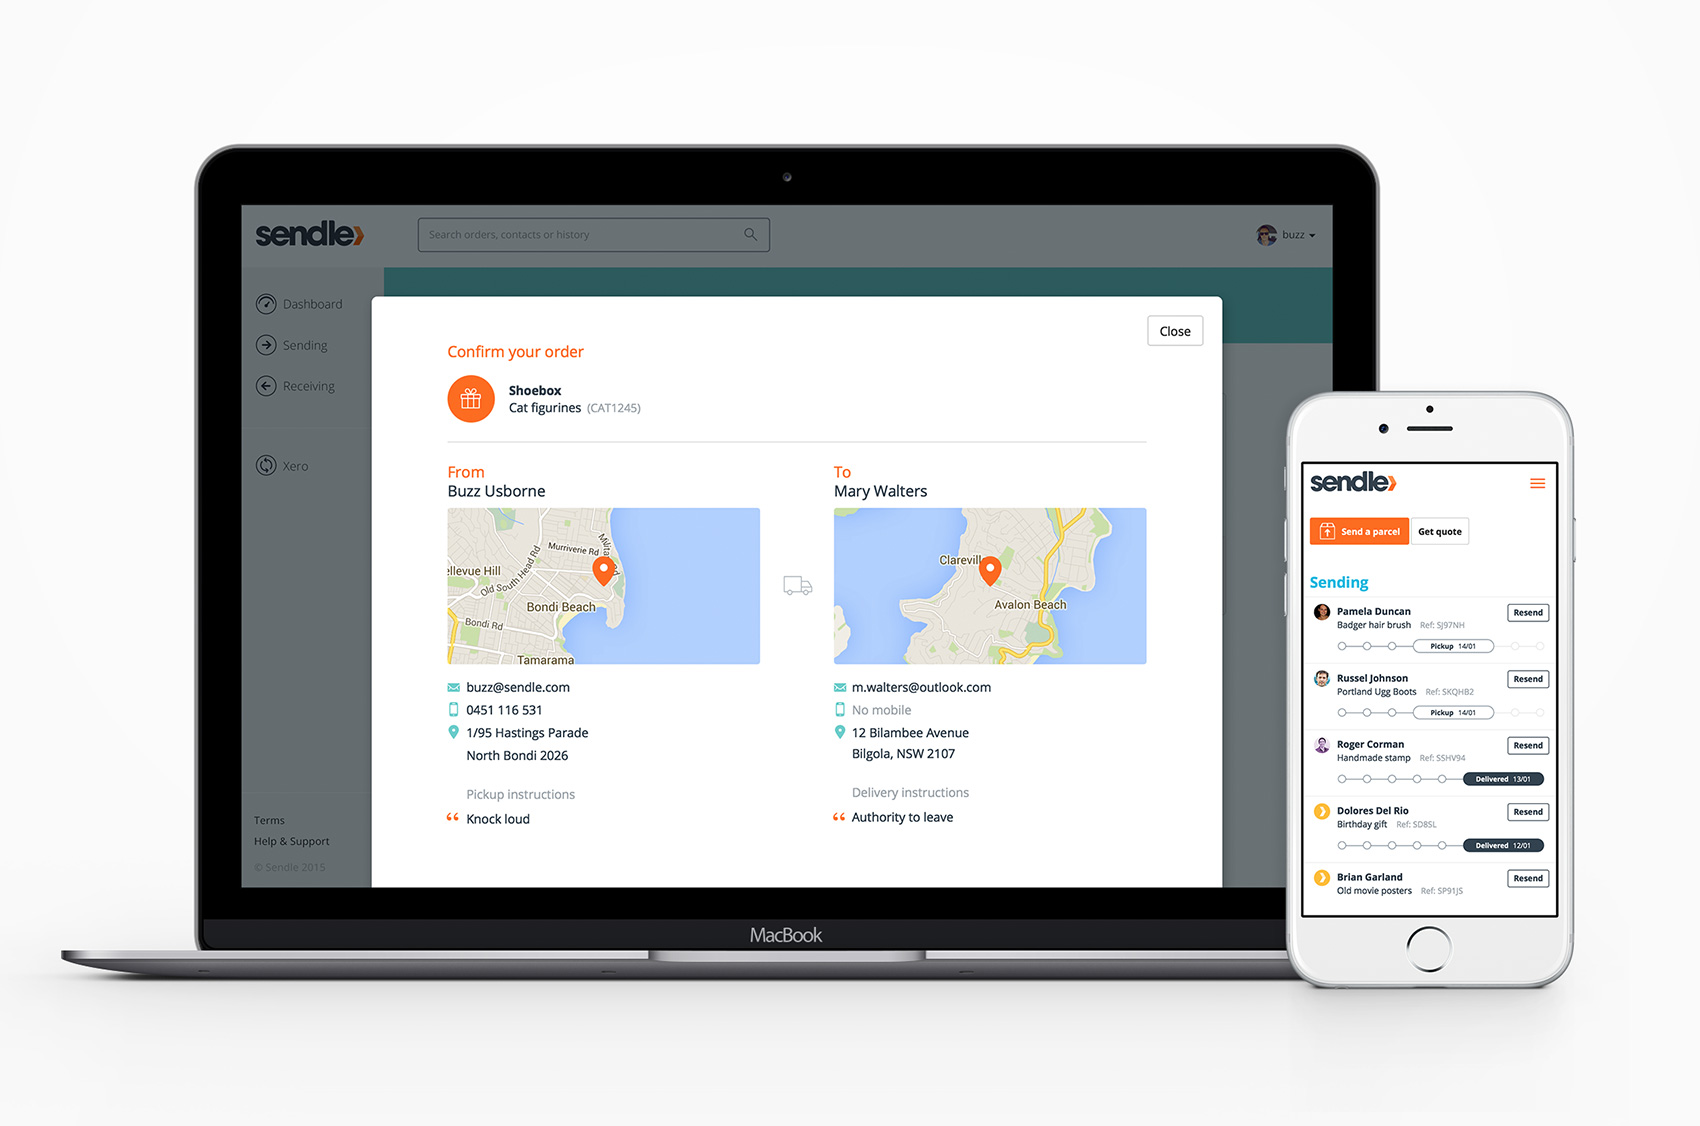 sendle
Search orders, contacts or history
buzz
Dashboard
Sending
Receiving
Xero
Terms
Help & Support
© Sendle 2015
Close
Confirm your order
Shoebox
Cat figurines (CAT1245)
From
Buzz Usborne
Murriverie Rd
llevue Hill
Old South Head Rd
Bondi Beach
Bondi Rd
Tamarama
buzz@sendle.com
0451 116 531
1/95 Hastings Parade
North Bondi 2026
Pickup instructions
“ Knock loud
To
Mary Walters
Clarevill
Avalon Beach
m.walters@outlook.com
No mobile
12 Bilambee Avenue
Bilgola, NSW 2107
Delivery instructions
“ Authority to leave
MacBook
sendle
Send a parcel
Get quote
Sending
Pamela Duncan
Resend
Badger hair brush Ref: SJ97NH
Pickup 14/01
Russel Johnson
Resend
Portland Ugg Boots Ref: SKQHB2
Pickup 14/01
Roger Corman
Resend
Handmade stamp Ref: SSHV94
Delivered 13/01
Dolores Del Rio
Resend
Birthday gift Ref: SD8SL
Delivered 12/01
Brian Garland
Resend
Old movie posters Ref: SP91JS